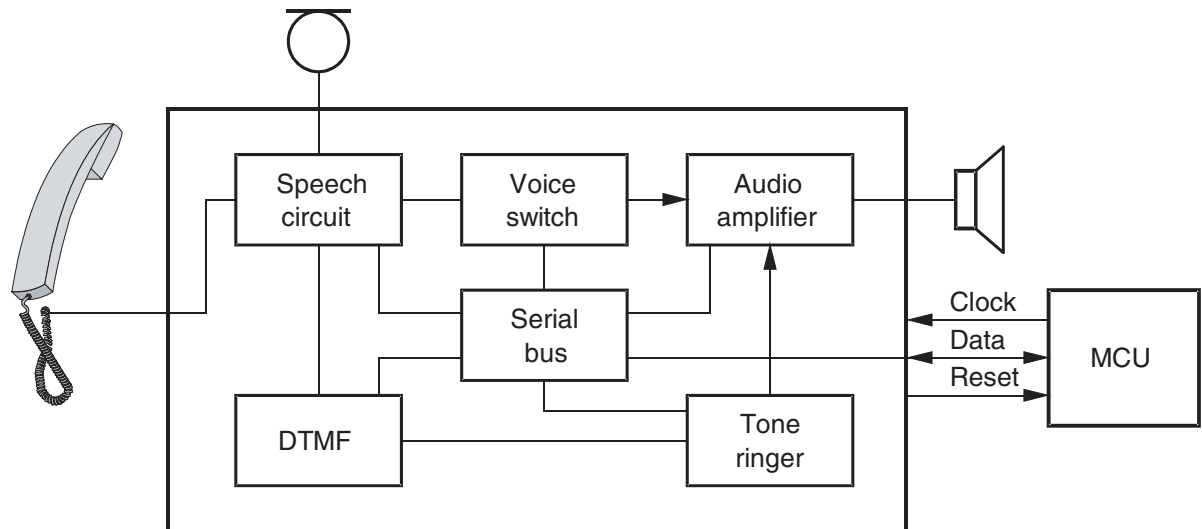 Speech
circuit
Voice
switch
Audio
amplifier
Serial
bus
Clock
Data
Reset
MCU
DTMF
Tone
ringer